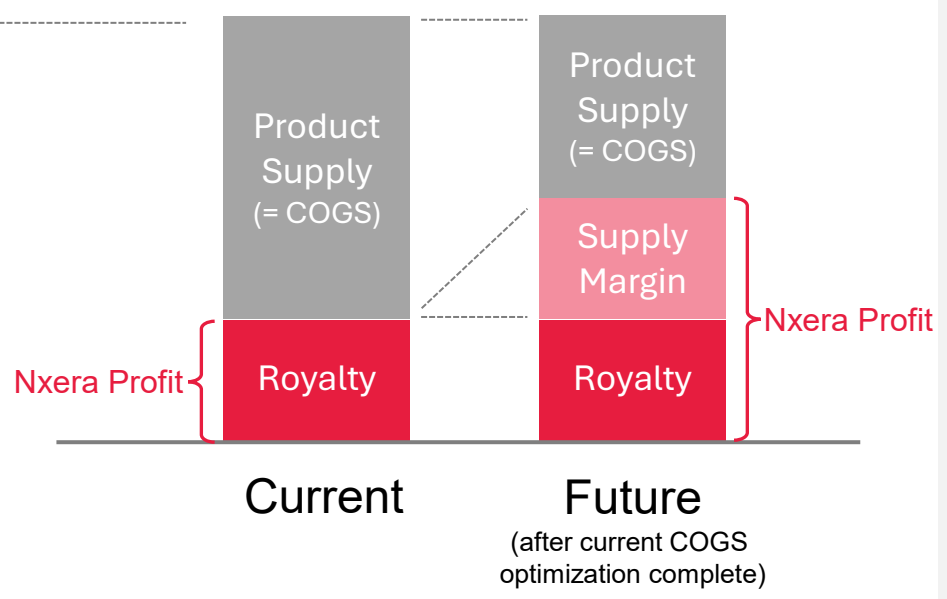 Product
Supply
(= COGS)
Royalty
Nxera Profit
Current
Product
Supply
(= COGS)
Supply
Margin
Royalty
Nxera Profit
Future
(after current COGS
optimization complete)